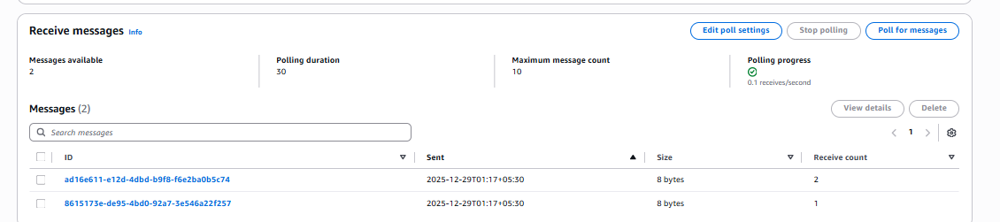 Receive messages Info Edit poll settings Stop polling Poll for messages
Messages available Polling duration Maximum message count Polling progress
2 30 10
0.1 receives/second
Messages (2) View details Delete
Search messages 1
ID Sent Size Receive count
ad16e611-e12d-4dbd-b9f8-f6e2ba0b5c74 2025-12-29T01:17+05:30 8 bytes 2
8615173e-de95-4bd0-92a7-3e546a22f257 2025-12-29T01:17+05:30 8 bytes 1